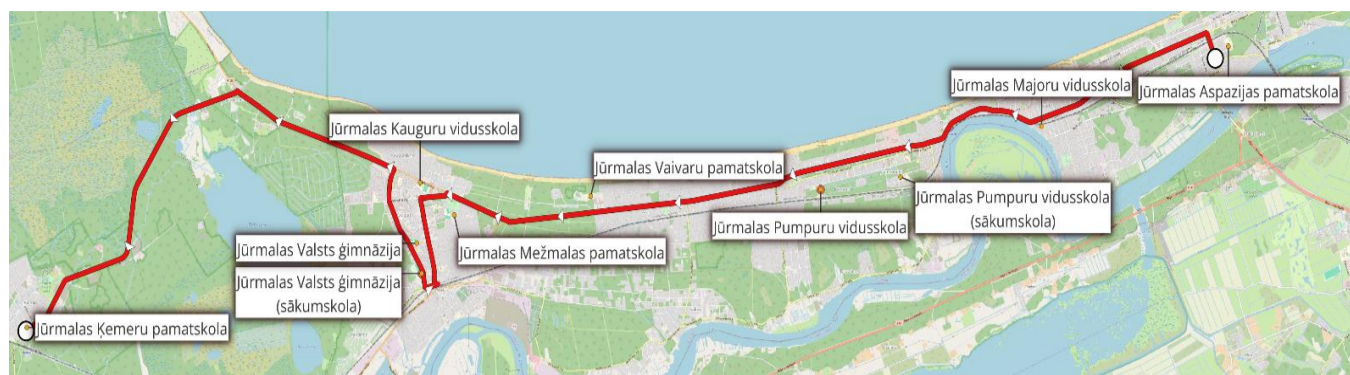 Jūrmalas Majoru vidusskola
Jūrmalas Aspazijas pamatskola
Jūrmalas Kauguru vidusskola
Jūrmalas Vaivaru pamatskola
Jūrmalas Pumpuru vidusskola
(sākumskola)
Jūrmalas Pumpuru vidusskola
Jūrmalas Valsts ģimnāzija
Jūrmalas Mežmalas pamatskola
Jūrmalas Valsts ģimnāzija
(sākumskola)
Jūrmalas Ķemeru pamatskola